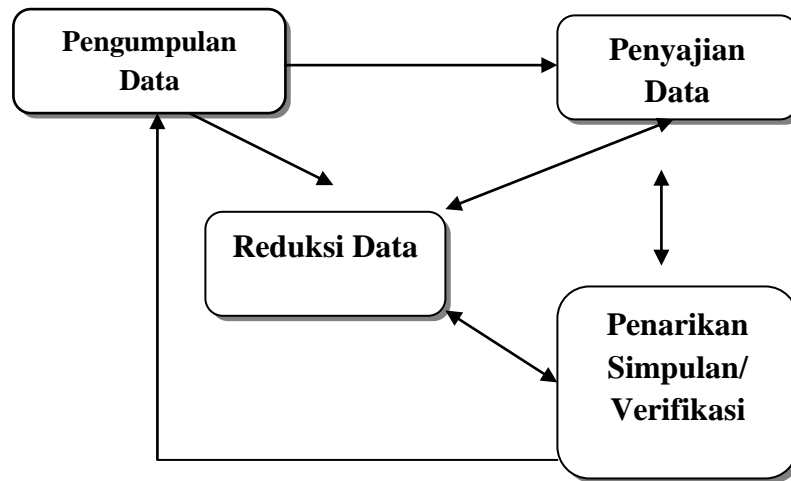 Pengumpulan
Data
Penyajian
Data
Reduksi Data
Penarikan
Simpulan/
Verifikasi